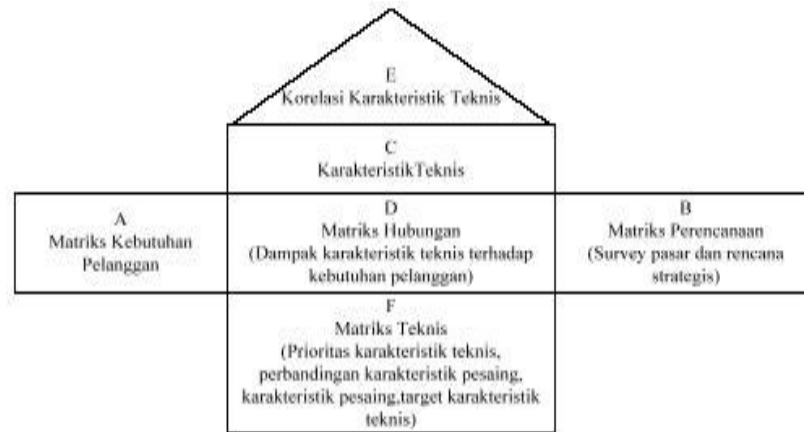 E
Korelasi Karakteristik Teknis
C
KarakteristikTeknis
A
Matriks Kebutuhan
Pelanggan
D
Matriks Hubungan
(Dampak karakteristik teknis terhadap
kebutuhan pelanggan)
B
Matriks Perencanaan
(Survey pasar dan rencana
strategis)
F
Matriks Teknis
(Prioritas karakteristik teknis,
perbandingan karakteristik pesaing,
karakteristik pesaing,target karakteristik
teknis)